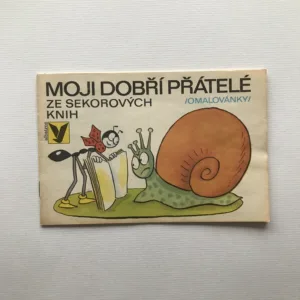 MOJI DOBŘÍ PŘÁTELÉ
ZE SEKOROVÝCH
/OMALOVÁNKY/
KNIH